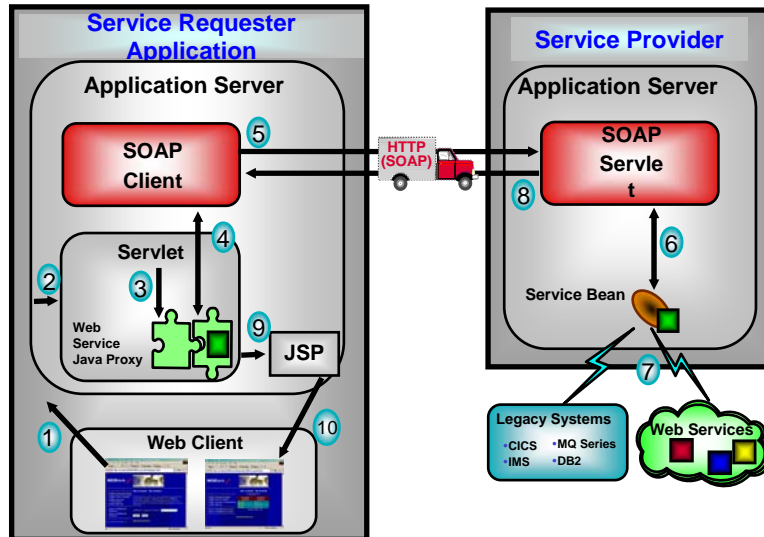 Service Requester
Application
Application Server
SOAP
Client
5
4
Servlet
2
3
Web
Service
Java Proxy
9
JSP
1
Web Client
10
HTTP
(SOAP)
Service Provider
Application Server
SOAP
Servle
t
8
6
Service Bean
7
Legacy Systems
•CICS
•IMS
•MQ Series
•DB2
Web Services